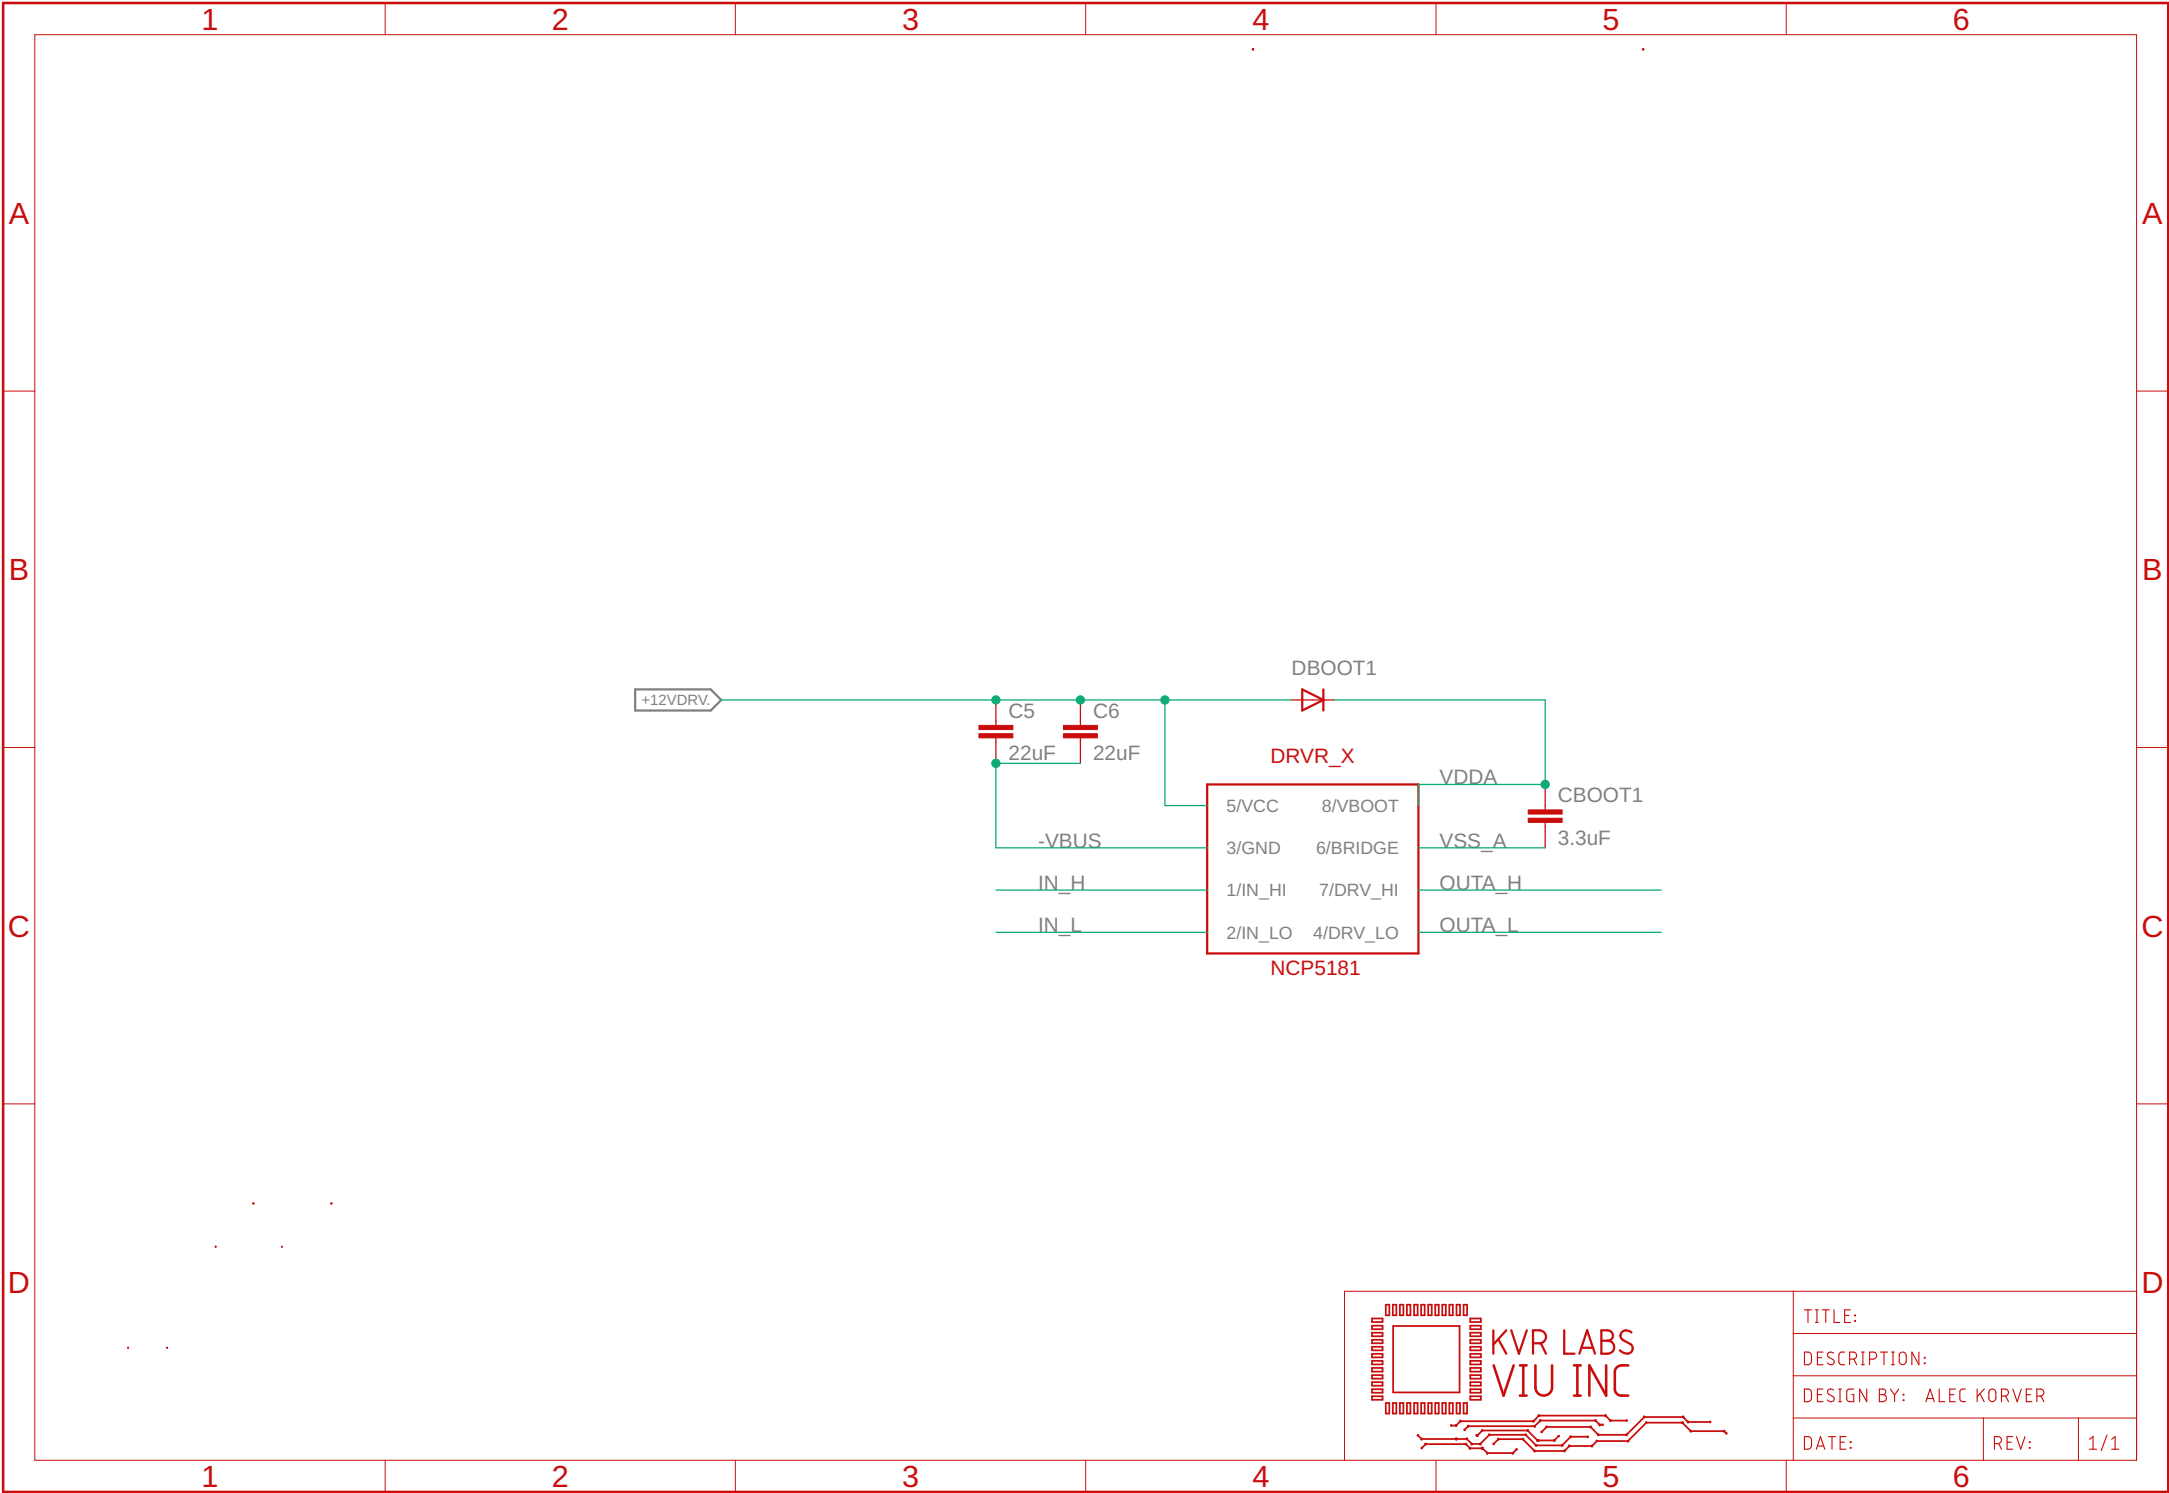 1 2 3 4 5 6
A A
B B
DBOOT1
+12VDRV.
C5 C6
22uF 22uF
DRVR_X
VDDA
CBOOT1
3.3uF
5/VCC 8/VBOOT
-VBUS 3/GND 6/BRIDGE VSS_A
IN_H 1/IN_HI 7/DRV_HI OUTA_H
IN_L 2/IN_LO 4/DRV_LO OUTA_L
NCP5181
C C
D D
KVR LABS
VIU INC
TITLE:
DESCRIPTION:
DESIGN BY: ALEC KORVER
DATE: REV: 1/1
1 2 3 4 5 6